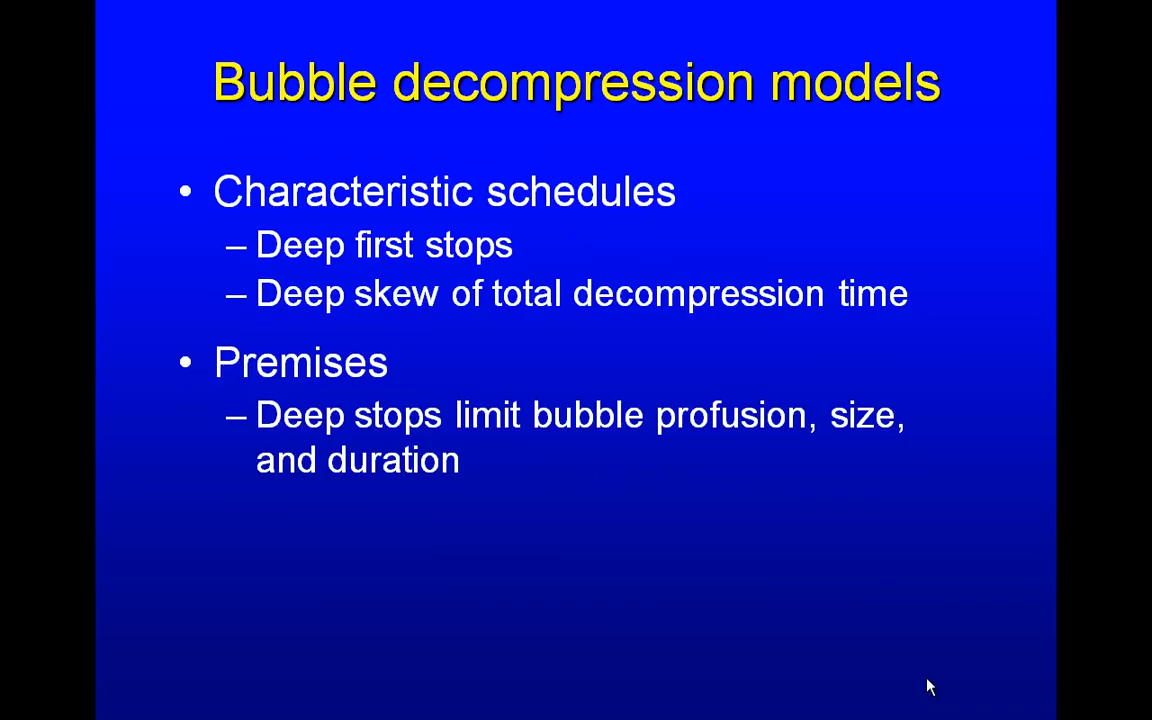 Bubble decompression models
• Characteristic schedules
– Deep first stops
– Deep skew of total decompression time
• Premises
– Deep stops limit bubble profusion, size,
and duration